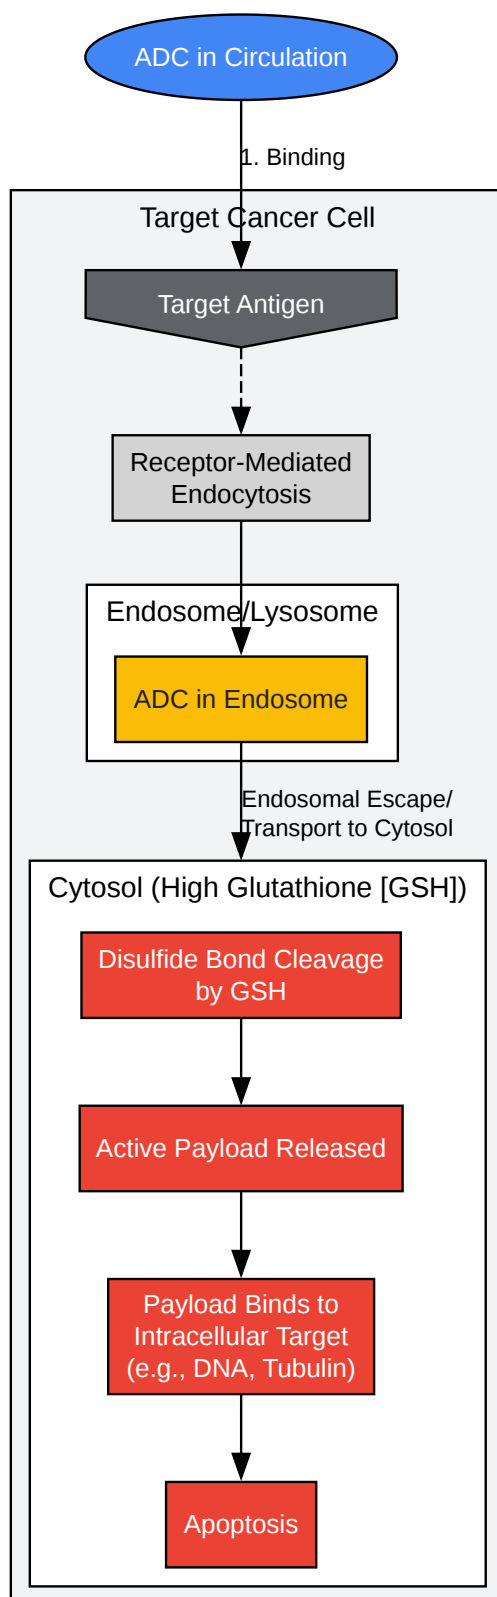 ADC in Circulation
1. Binding
Target Cancer Cell
Target Antigen
Receptor-Mediated
Endocytosis
Endosome/Lysosome
ADC in Endosome
Endosomal Escape/
Transport to Cytosol
Cytosol (High Glutathione [GSH])
Disulfide Bond Cleavage
by GSH
Active Payload Released
Payload Binds to
Intracellular Target
(e.g., DNA, Tubulin)
Apoptosis